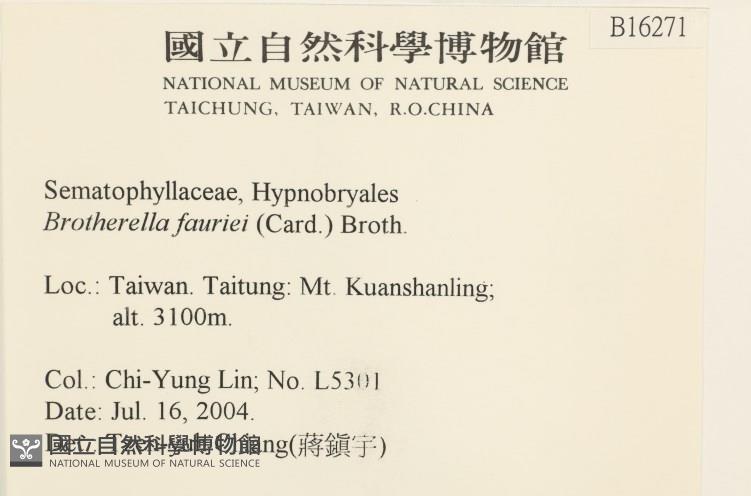 B16271
國立自然科學博物館
NATIONAL MUSEUM OF NATURAL SCIENCE
TAICHUNG, TAIWAN, R.O.CHINA
Sematophyllaceae, Hypnobryales
Brotherella fauriei (Card.) Broth.
Loc.: Taiwan. Taitung: Mt. Kuanshanling;
alt. 3100m.
Col.: Chi-Yung Lin; No. L5301
Date: Jul. 16, 2004.
(蔣鎮宇)
國立自然科學博物館
NATIONAL MUSEUM OF NATURAL SCIENCE